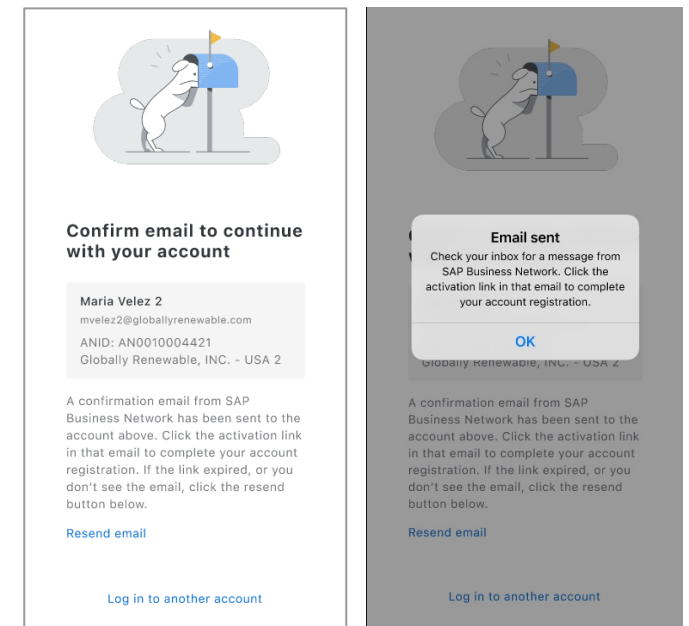 Confirm email to continue
with your account
Maria Velez 2
mvelez2@globallyrenewable.com
ANID: AN0010004421
Globally Renewable, INC. - USA 2
A confirmation email from SAP
Business Network has been sent to the
account above. Click the activation link
in that email to complete your account
registration. If the link expired, or you
don't see the email, click the resend
button below.
Resend email
Log in to another account
Email sent
Check your inbox for a message from
SAP Business Network. Click the
activation link in that email to complete
your account registration.
OK
Globally Renewable, INC. - USA 2
A confirmation email from SAP
Business Network has been sent to the
account above. Click the activation link
in that email to complete your account
registration. If the link expired, or you
don't see the email, click the resend
button below.
Resend email
Log in to another account